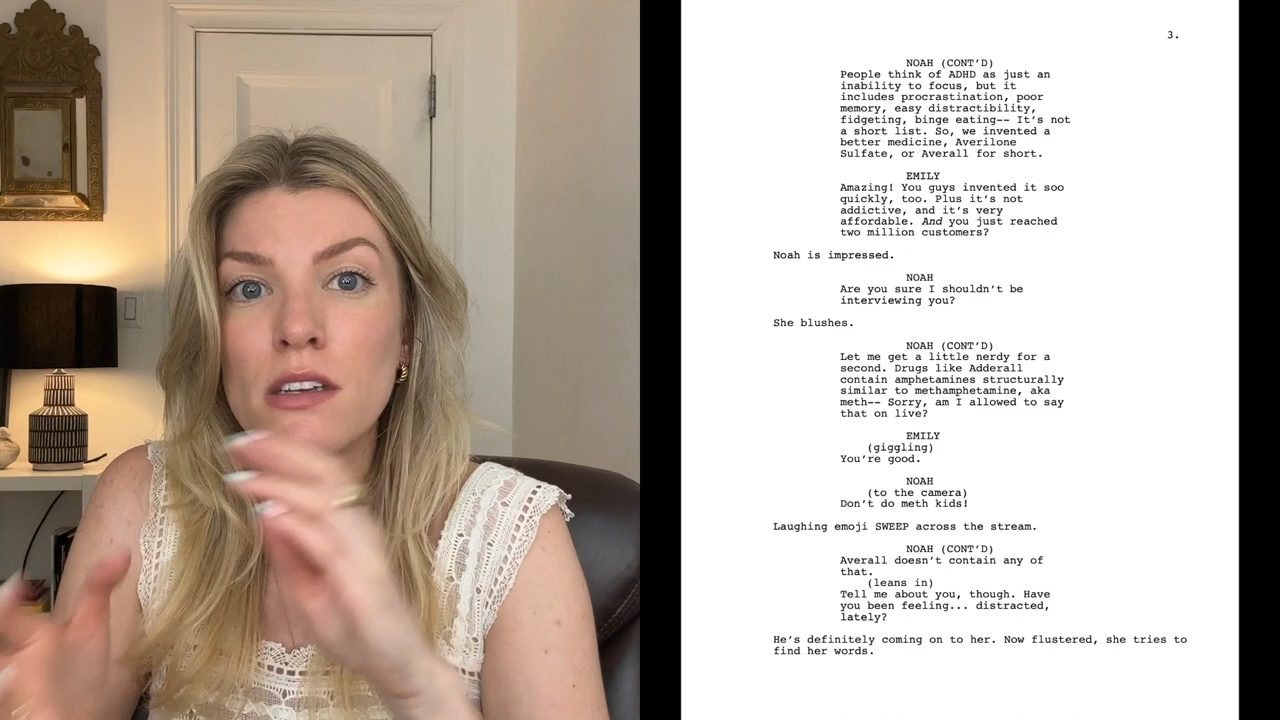 3.
NOAH (CONT'D)
People think of ADHD as just an
inability to focus, but it
includes procrastination, poor
memory, easy distractibility,
fidgeting, binge eating-- It's not
a short list. So, we invented a
better medicine, Averilone
Sulfate, or Averall for short.
EMILY
Amazing! You guys invented it soo
quickly, too. Plus it's not
addictive, and it's very
affordable. And you just reached
two million customers?
Noah is impressed.
NOAH
Are you sure I shouldn't be
interviewing you?
She blushes.
NOAH (CONT'D)
Let me get a little nerdy for a
second. Drugs like Adderall
contain amphetamines structurally
similar to methamphetamine, aka
meth-- Sorry, am I allowed to say
that on live?
EMILY
(giggling)
You're good.
NOAH
(to the camera)
Don't do meth kids!
Laughing emoji SWEEP across the stream.
NOAH (CONT'D)
Averall doesn't contain any of
that.
(leans in)
Tell me about you, though. Have
you been feeling... distracted,
lately?
He's definitely coming on to her. Now flustered, she tries to
find her words.